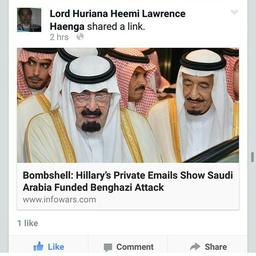 Lord Huriana Heemi Lawrence
Haenga shared a link.
2 hrs
Bombshell: Hillary's Private Emails Show Saudi
Arabia Funded Benghazi Attack
www.infowars.com
1 like
Like Comment Share